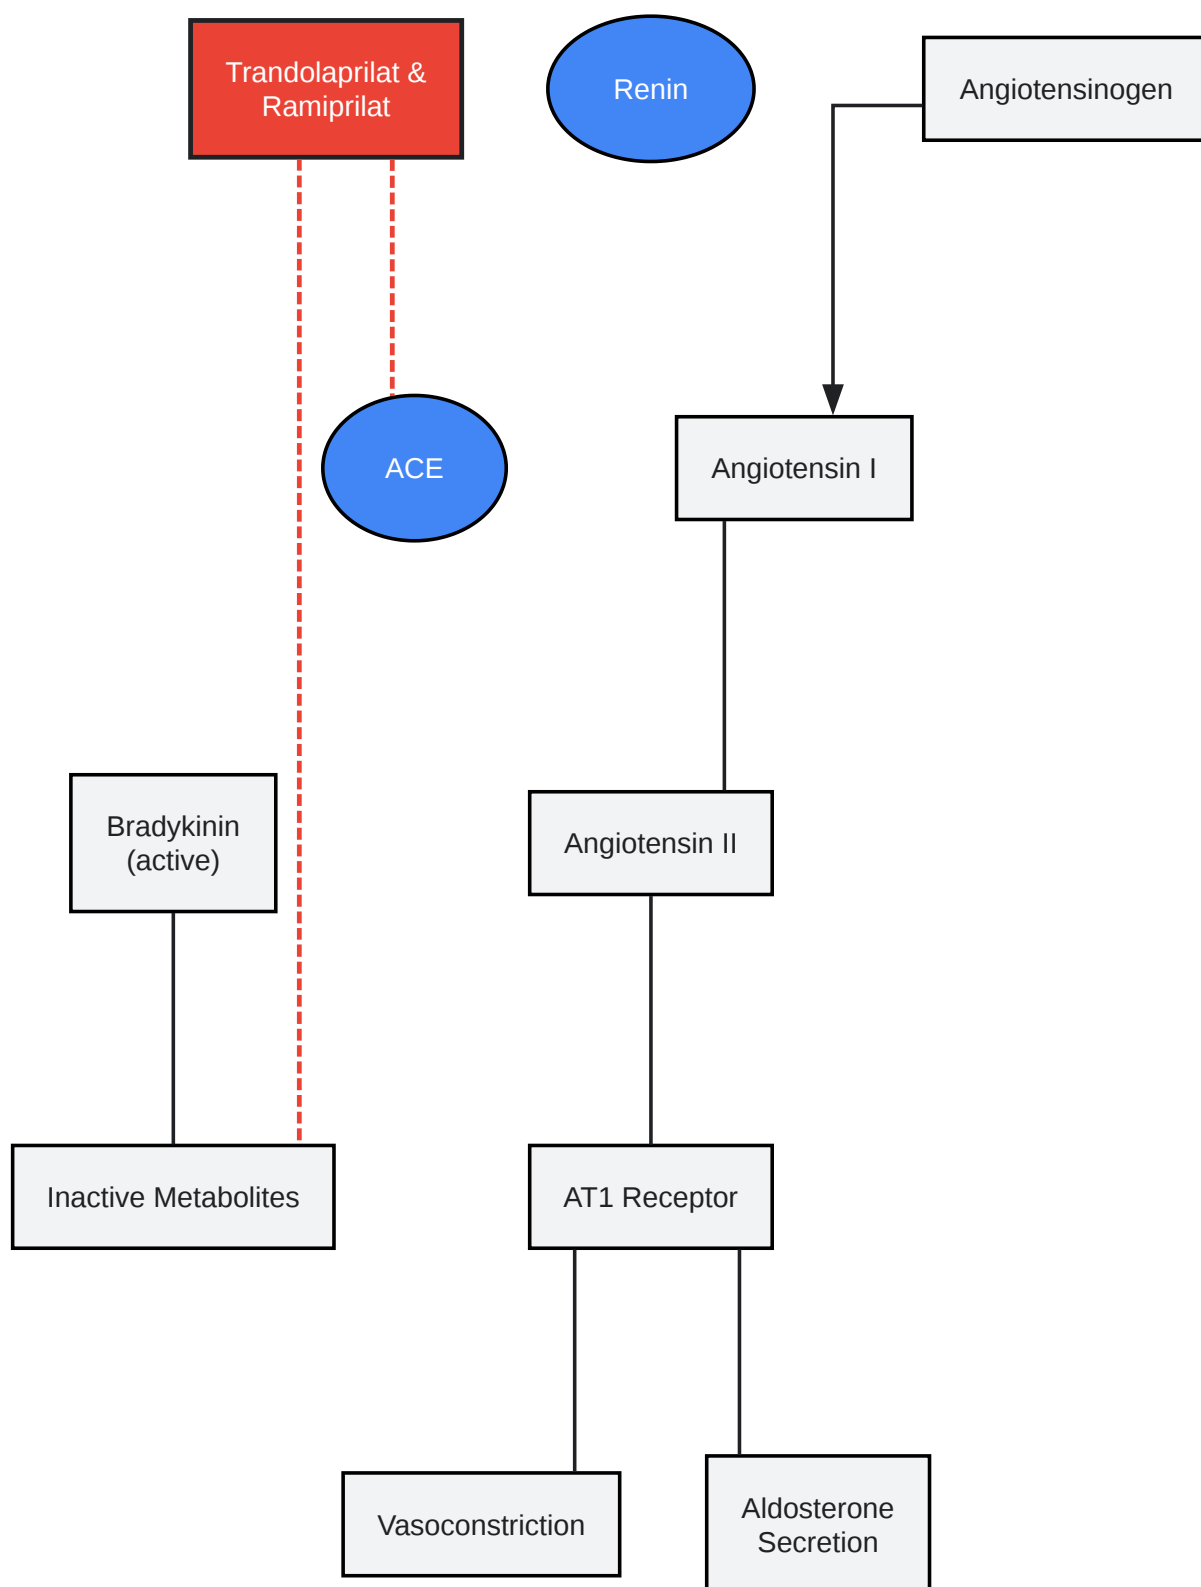 Trandolaprilat &
Ramiprilat
Renin
Angiotensinogen
ACE
Angiotensin I
Bradykinin
(active)
Angiotensin II
Inactive Metabolites
AT1 Receptor
Vasoconstriction
Aldosterone
Secretion